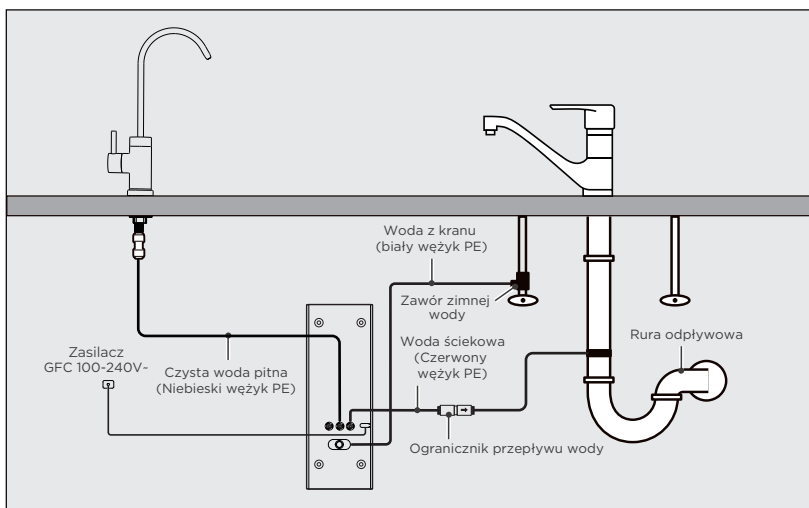 Woda z kranu
(biały wężyk PE)
Zawór zimnej
wody
Zasilacz
GFC 100-240V~
Czysta woda pitna
(Niebieski wężyk PE)
Woda ściekowa
(Czerwony
wężyk PE)
Rura odpływowa
Ogranicznik przepływu wody